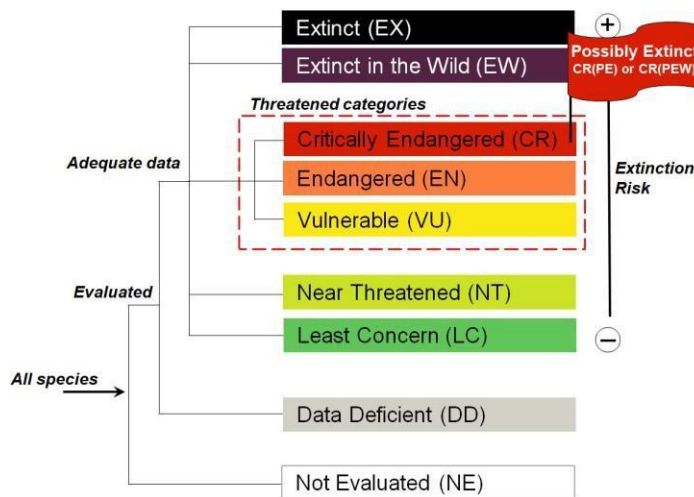 Extinct (EX)
+
Possibly Extinct
CR(PE) or CR(PEW)
Extinct in the Wild (EW)
Threatened categories
Critically Endangered (CR)
Adequate data
Endangered (EN)
Extinction
Risk
Vulnerable (VU)
Evaluated
Near Threatened (NT)
Least Concern (LC)
−
All species
Data Deficient (DD)
Not Evaluated (NE)